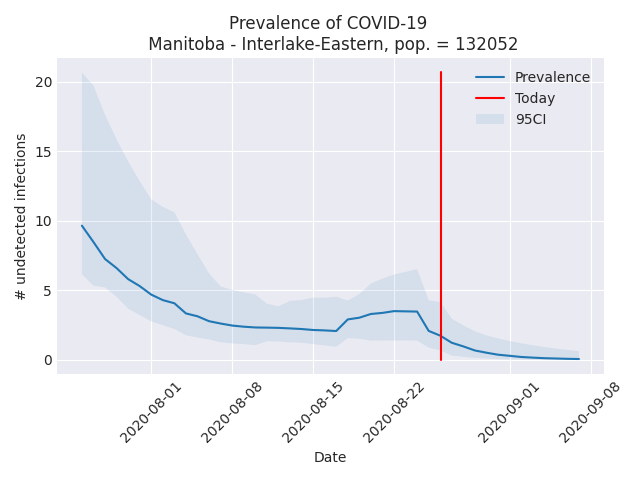 Prevalence of COVID-19
Manitoba - Interlake-Eastern, pop. = 132052
Prevalence
Today
95CI
# undetected infections
20
15
10
5
0
2020-08-01
2020-08-08
2020-08-15
2020-08-22
2020-09-01
2020-09-08
Date